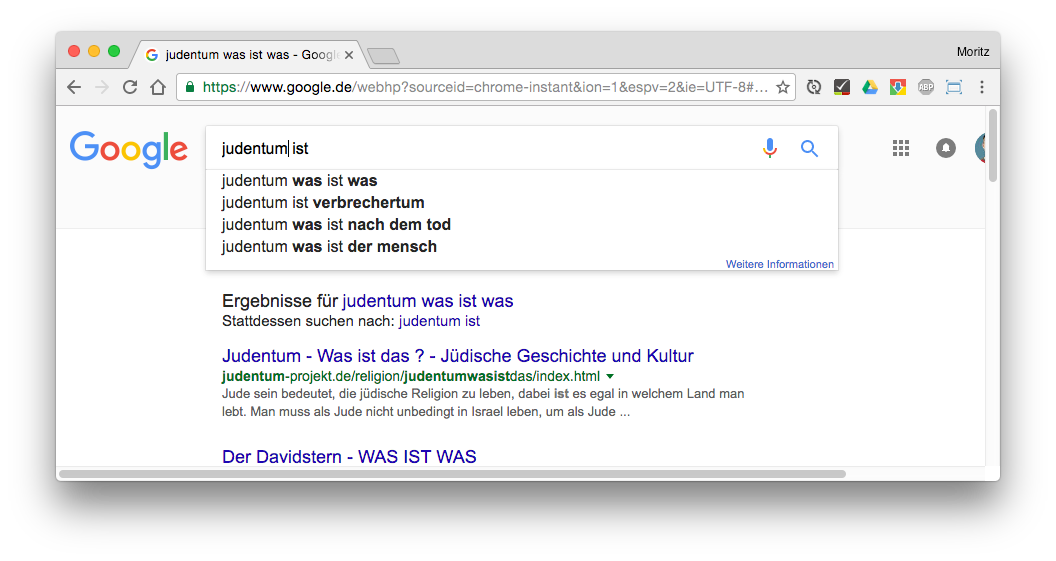 judentum was ist was - Googl
Moritz
https://www.google.de/webhp?sourceid=chrome-instant&ion=1&espv=2&ie=UTF-8#...
ABP
Google
judentum ist
judentum was ist was
judentum ist verbrechertum
judentum was ist nach dem tod
judentum was ist der mensch
Weitere Informationen
Ergebnisse für judentum was ist was
Stattdessen suchen nach: judentum ist
Judentum - Was ist das ? - Jüdische Geschichte und Kultur
judentum-projekt.de/religion/judentumwasistdas/index.html
Jude sein bedeutet, die jüdische Religion zu leben, dabei ist es egal in welchem Land man
lebt. Man muss als Jude nicht unbedingt in Israel leben, um als Jude ...
Der Davidstern - WAS IST WAS